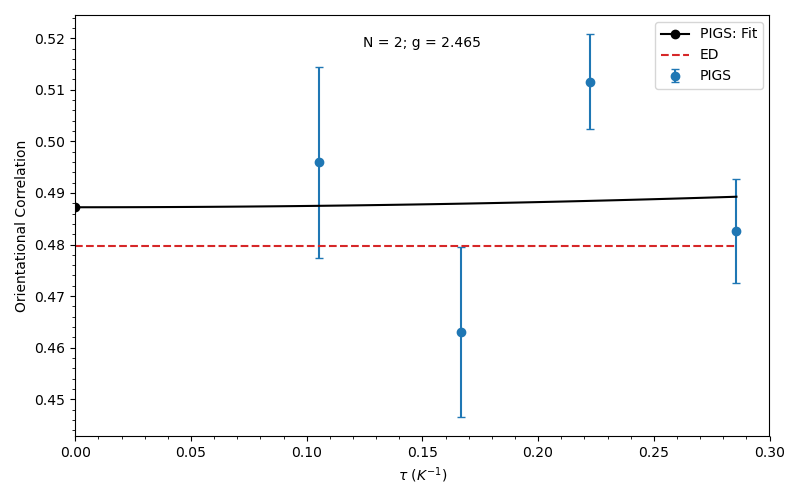 N = 2; g = 2.465
PIGS: Fit
ED
PIGS
Orientational Correlation
0.52
0.51
0.50
0.49
0.48
0.47
0.46
0.45
0.00 0.05 0.10 0.15 0.20 0.25 0.30
τ (K⁻¹)